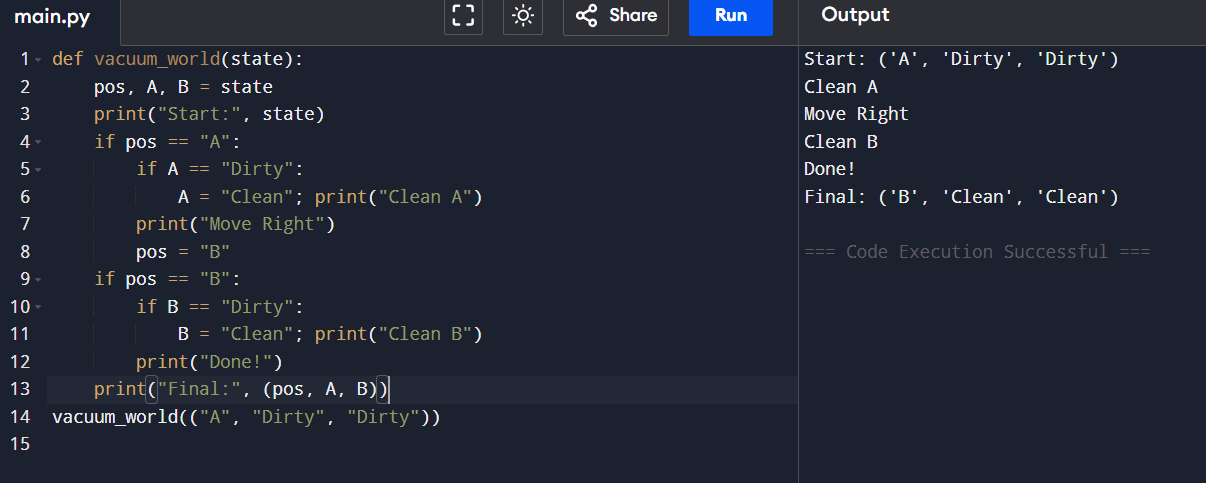 main.py
Share
Run
Output
1 def vacuum_world(state):
2     pos, A, B = state
3     print("Start:", state)
4     if pos == "A":
5         if A == "Dirty":
6             A = "Clean"; print("Clean A")
7         print("Move Right")
8         pos = "B"
9     if pos == "B":
10         if B == "Dirty":
11             B = "Clean"; print("Clean B")
12         print("Done!")
13     print("Final:", (pos, A, B))
14 vacuum_world(("A", "Dirty", "Dirty"))
15
Start: ('A', 'Dirty', 'Dirty')
Clean A
Move Right
Clean B
Done!
Final: ('B', 'Clean', 'Clean')
=== Code Execution Successful ===